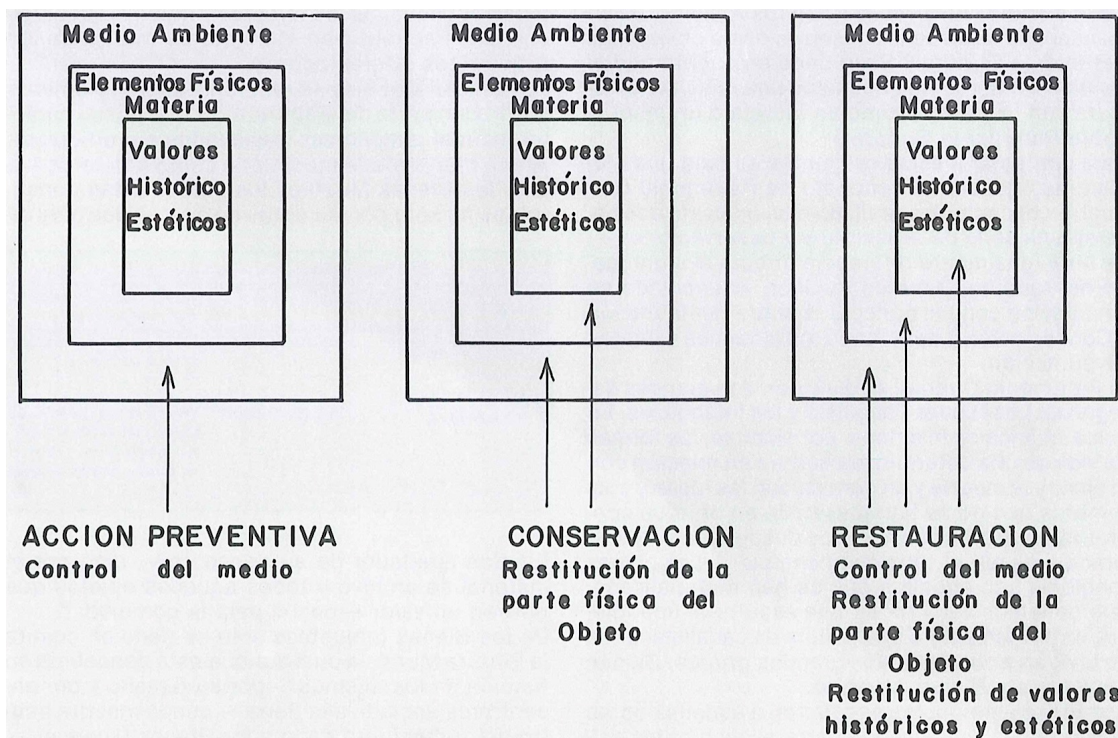 Medio Ambiente
Elementos Físicos
Materia
Valores
Histórico
Estéticos
ACCION PREVENTIVA
Control del medio
Medio Ambiente
Elementos Físicos
Materia
Valores
Histórico
Estéticos
CONSERVACION
Restitución de la
parte física del
Objeto
Medio Ambiente
Elementos Físicos
Materia
Valores
Histórico
Estéticos
RESTAURACION
Control del medio
Restitución de la
parte física del
Objeto
Restitución de valores
históricos y estéticos